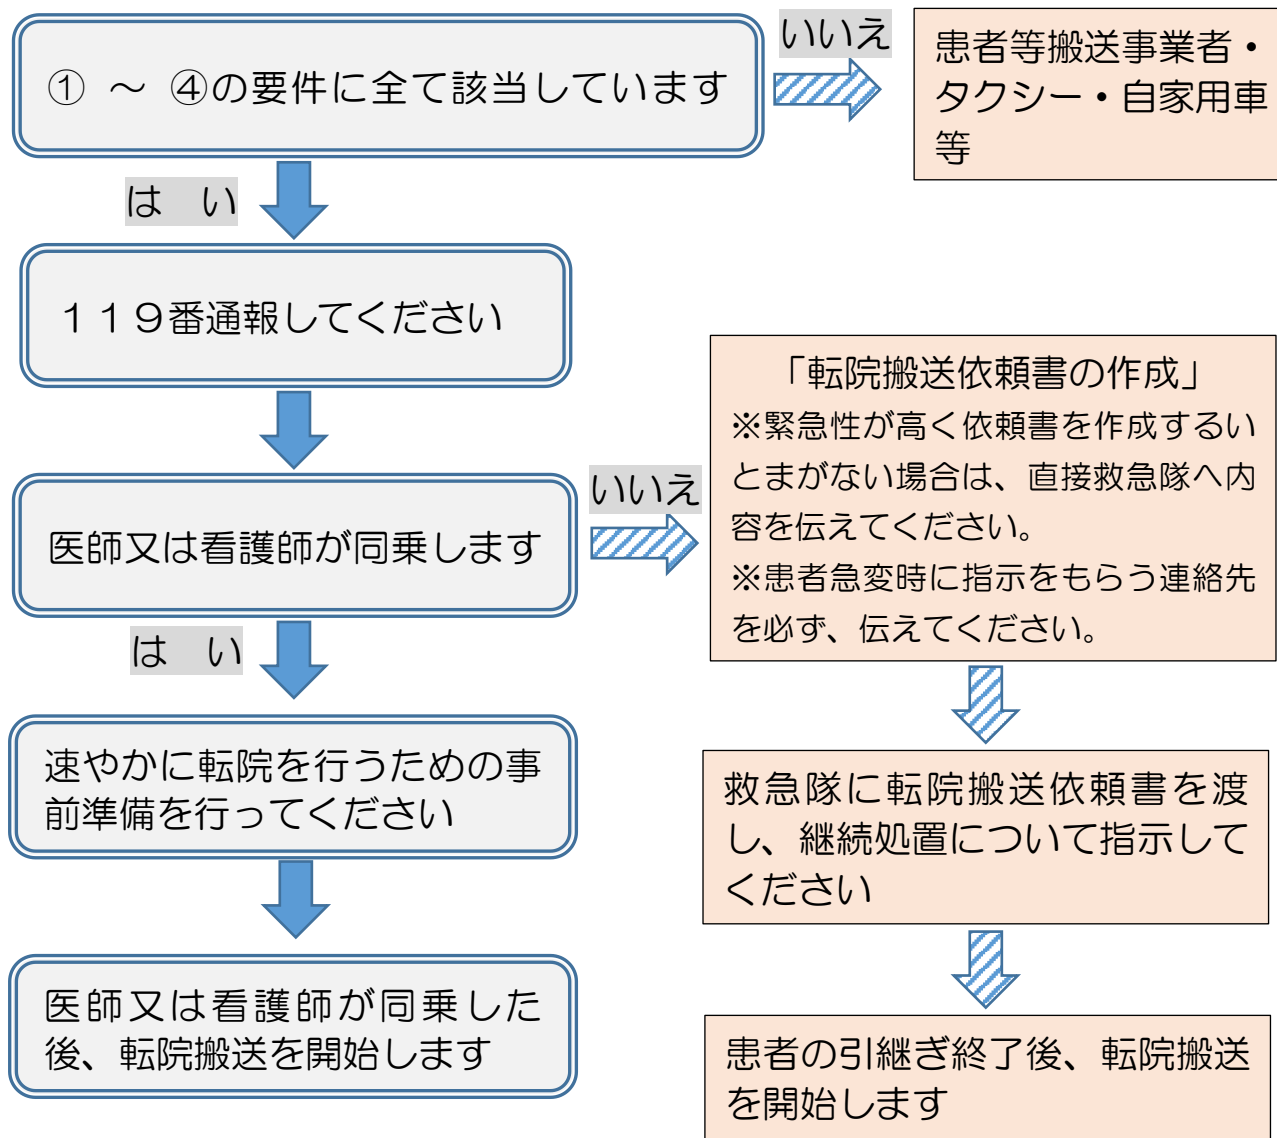 ① ～ ④の要件に全て該当しています
いいえ
患者等搬送事業者・
タクシー・自家用車
等
は　い
１１９番通報してください
医師又は看護師が同乗します
いいえ
「転院搬送依頼書の作成」
※緊急性が高く依頼書を作成するい
とまがない場合は、直接救急隊へ内
容を伝えてください。
※患者急変時に指示をもらう連絡先
を必ず、伝えてください。
は　い
速やかに転院を行うための事
前準備を行ってください
救急隊に転院搬送依頼書を渡
し、継続処置について指示して
ください
医師又は看護師が同乗した
後、転院搬送を開始します
患者の引継ぎ終了後、転院搬送
を開始します